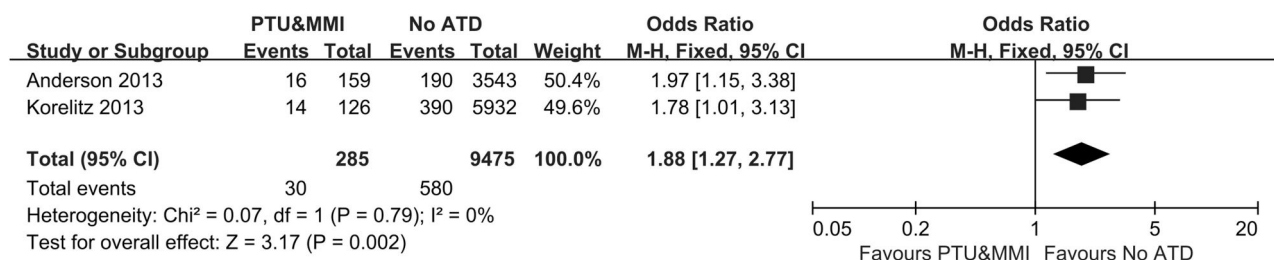 PTU&MMI No ATD Odds Ratio Odds Ratio
Study or Subgroup Events Total Events Total Weight M-H, Fixed, 95% CI M-H, Fixed, 95% CI
Anderson 2013 16 159 190 3543 50.4% 1.97 [1.15, 3.38]
Korelitz 2013 14 126 390 5932 49.6% 1.78 [1.01, 3.13]
Total (95% CI) 285 9475 100.0% 1.88 [1.27, 2.77]
Total events 30 580
Heterogeneity: Chi² = 0.07, df = 1 (P = 0.79); I² = 0%
Test for overall effect: Z = 3.17 (P = 0.002)
0.05 0.2 1 5 20
Favours PTU&MMI Favours No ATD